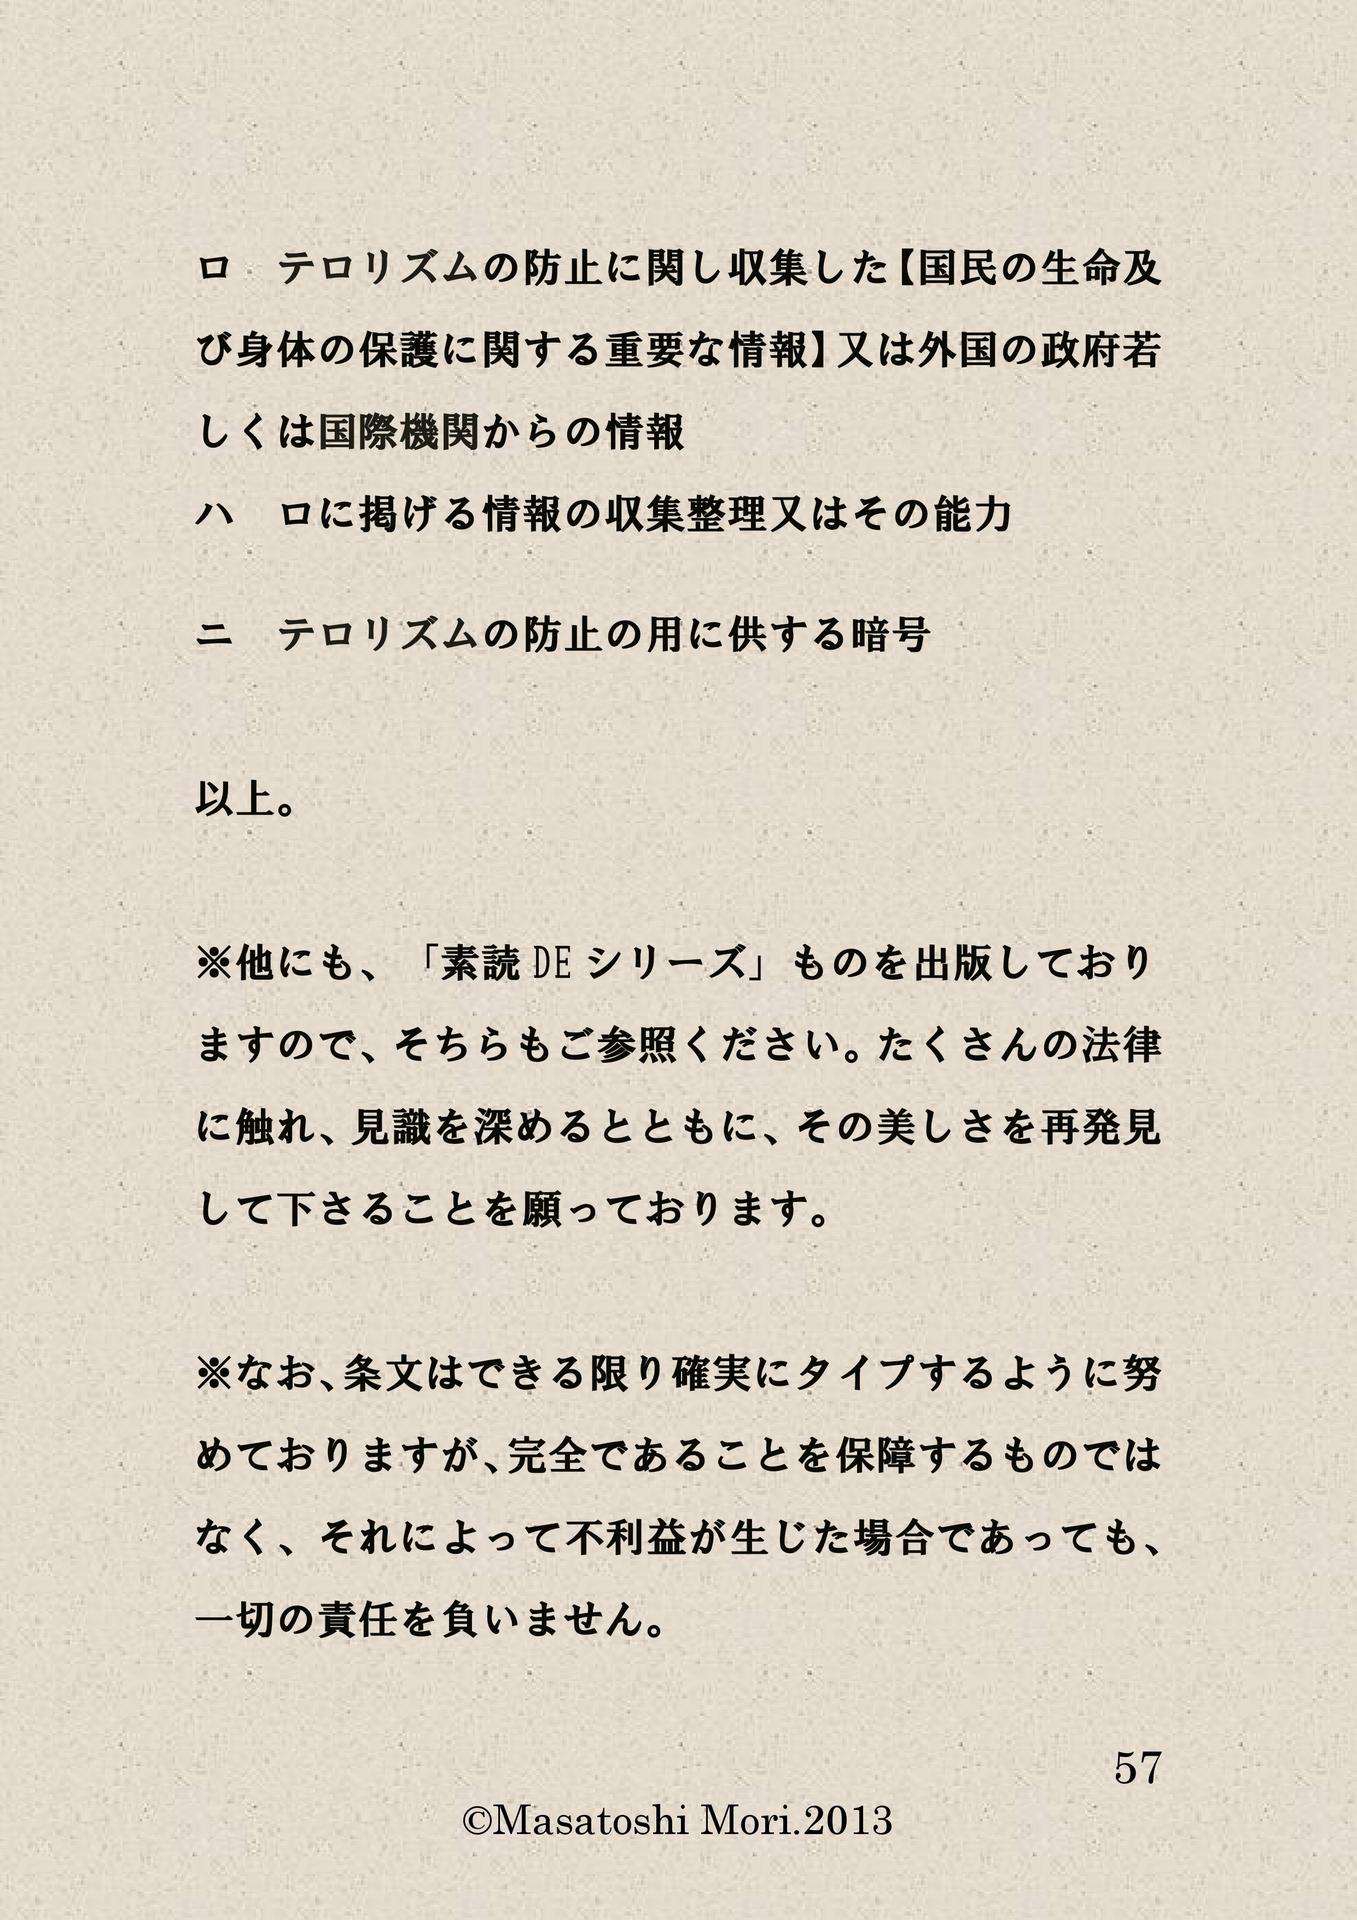 ロ　テロリズムの防止に関し収集した【国民の生命及
び身体の保護に関する重要な情報】又は外国の政府若
しくは国際機関からの情報
ハ　ロに掲げる情報の収集整理又はその能力
ニ　テロリズムの防止の用に供する暗号
以上。
※他にも、「素読 DE シリーズ」ものを出版しており
ますので、そちらもご参照ください。たくさんの法律
に触れ、見識を深めるとともに、その美しさを再発見
して下さることを願っております。
※なお、条文はできる限り確実にタイプするように努
めておりますが、完全であることを保障するものでは
なく、それによって不利益が生じた場合であっても、
一切の責任を負いません。
57
©Masatoshi Mori.2013